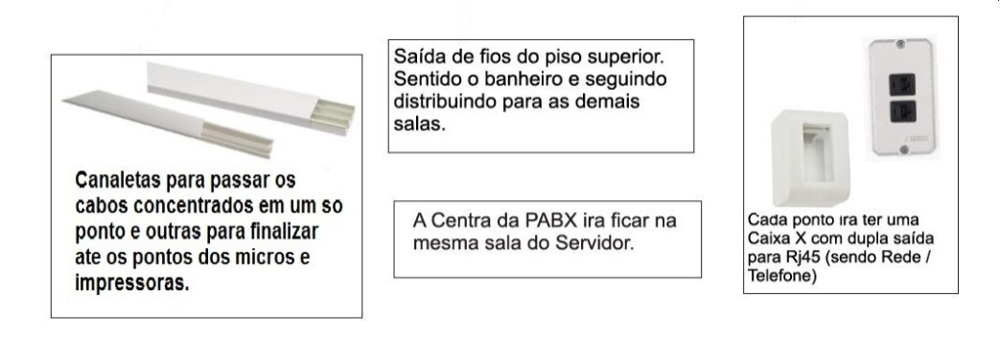 Canaletas para passar os
cabos concentrados em um so
ponto e outras para finalizar
ate os pontos dos micros e
impressoras.
Saída de fios do piso superior.
Sentido o banheiro e seguindo
distribuindo para as demais
salas.
A Centra da PABX ira ficar na
mesma sala do Servidor.
Cada ponto ira ter uma
Caixa X com dupla saída
para Rj45 (sendo Rede /
Telefone)